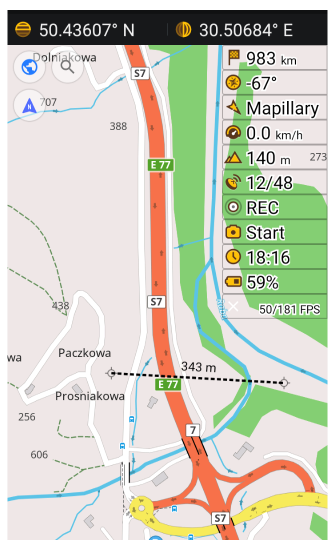 50.43607° N 30.50684° E
Dolniakowa
983 km
S7
-67°
707
Mapillary
388
0.0 km/h
E 77
140 m
273
12/48
REC
Start
18:16
438
S7
59%
50/181 FPS
wa
Paczkowa
343 m
E 77
Prosniakowa
256
7
606
S7